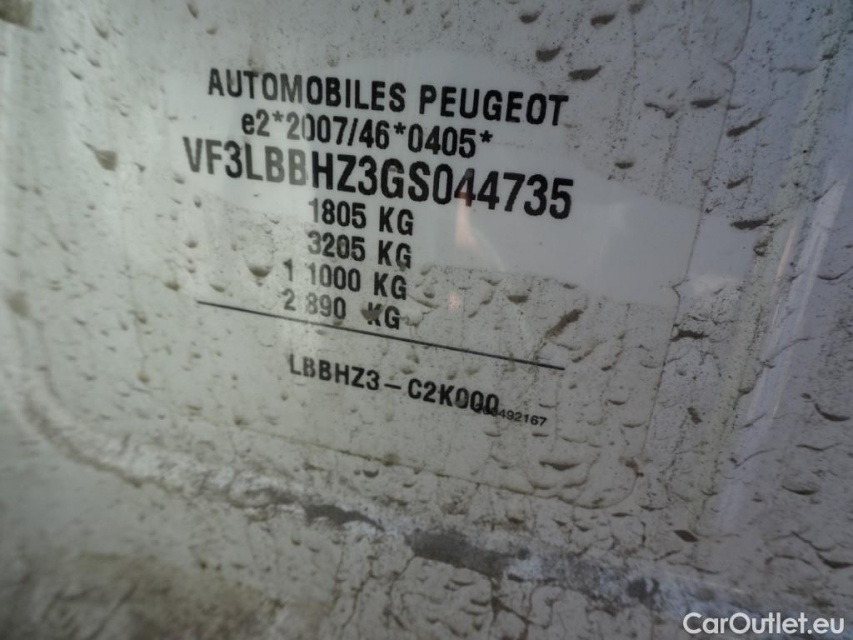 AUTOMOBILES PEUGEOT
e2*2007/46*0405*
VF3LBBHZ3GS044735
1805 KG
3205 KG
1 1000 KG
2 890 KG
LBBHZ3-C2K000
CarOutlet.eu